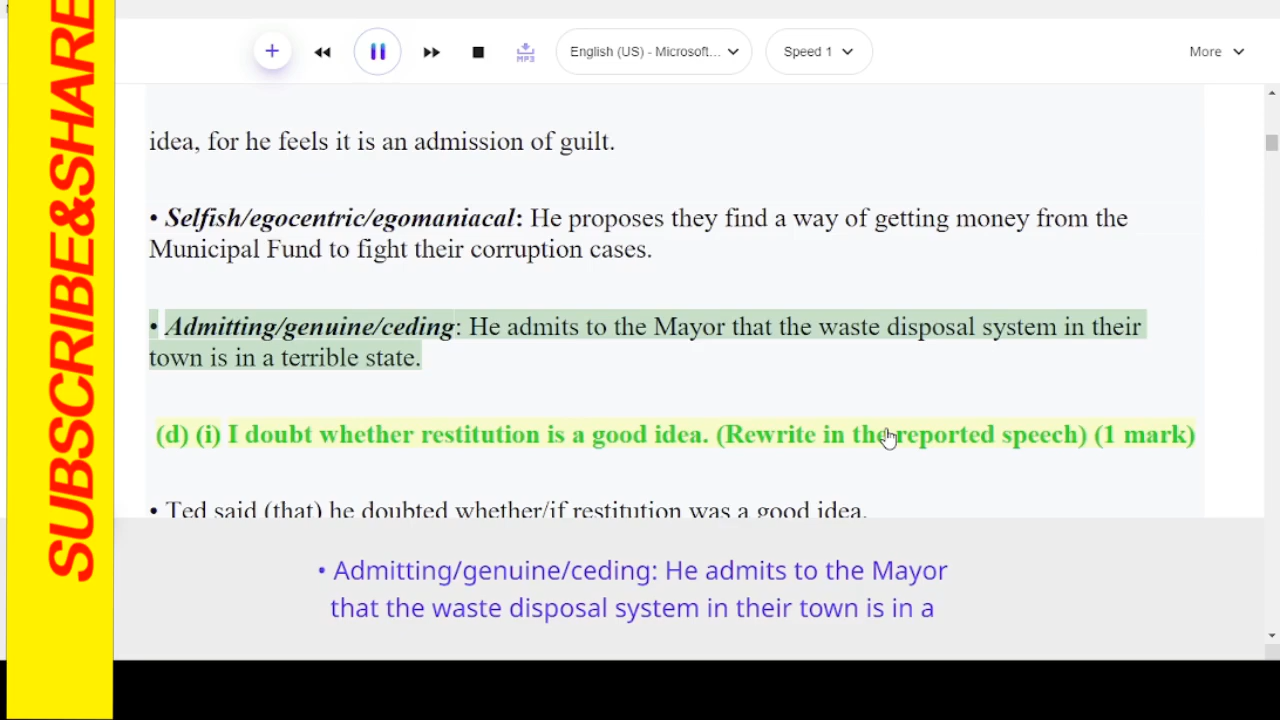 SUBSCRIBE&SHARE
+
MP3
English (US) - Microsoft...
Speed 1
More
idea, for he feels it is an admission of guilt.
• Selfish/egocentric/egomaniacal: He proposes they find a way of getting money from the
Municipal Fund to fight their corruption cases.
• Admitting/genuine/ceding: He admits to the Mayor that the waste disposal system in their
town is in a terrible state.
(d) (i) I doubt whether restitution is a good idea. (Rewrite in the reported speech) (1 mark)
• Ted said (that) he doubted whether/if restitution was a good idea.
• Admitting/genuine/ceding: He admits to the Mayor
that the waste disposal system in their town is in a